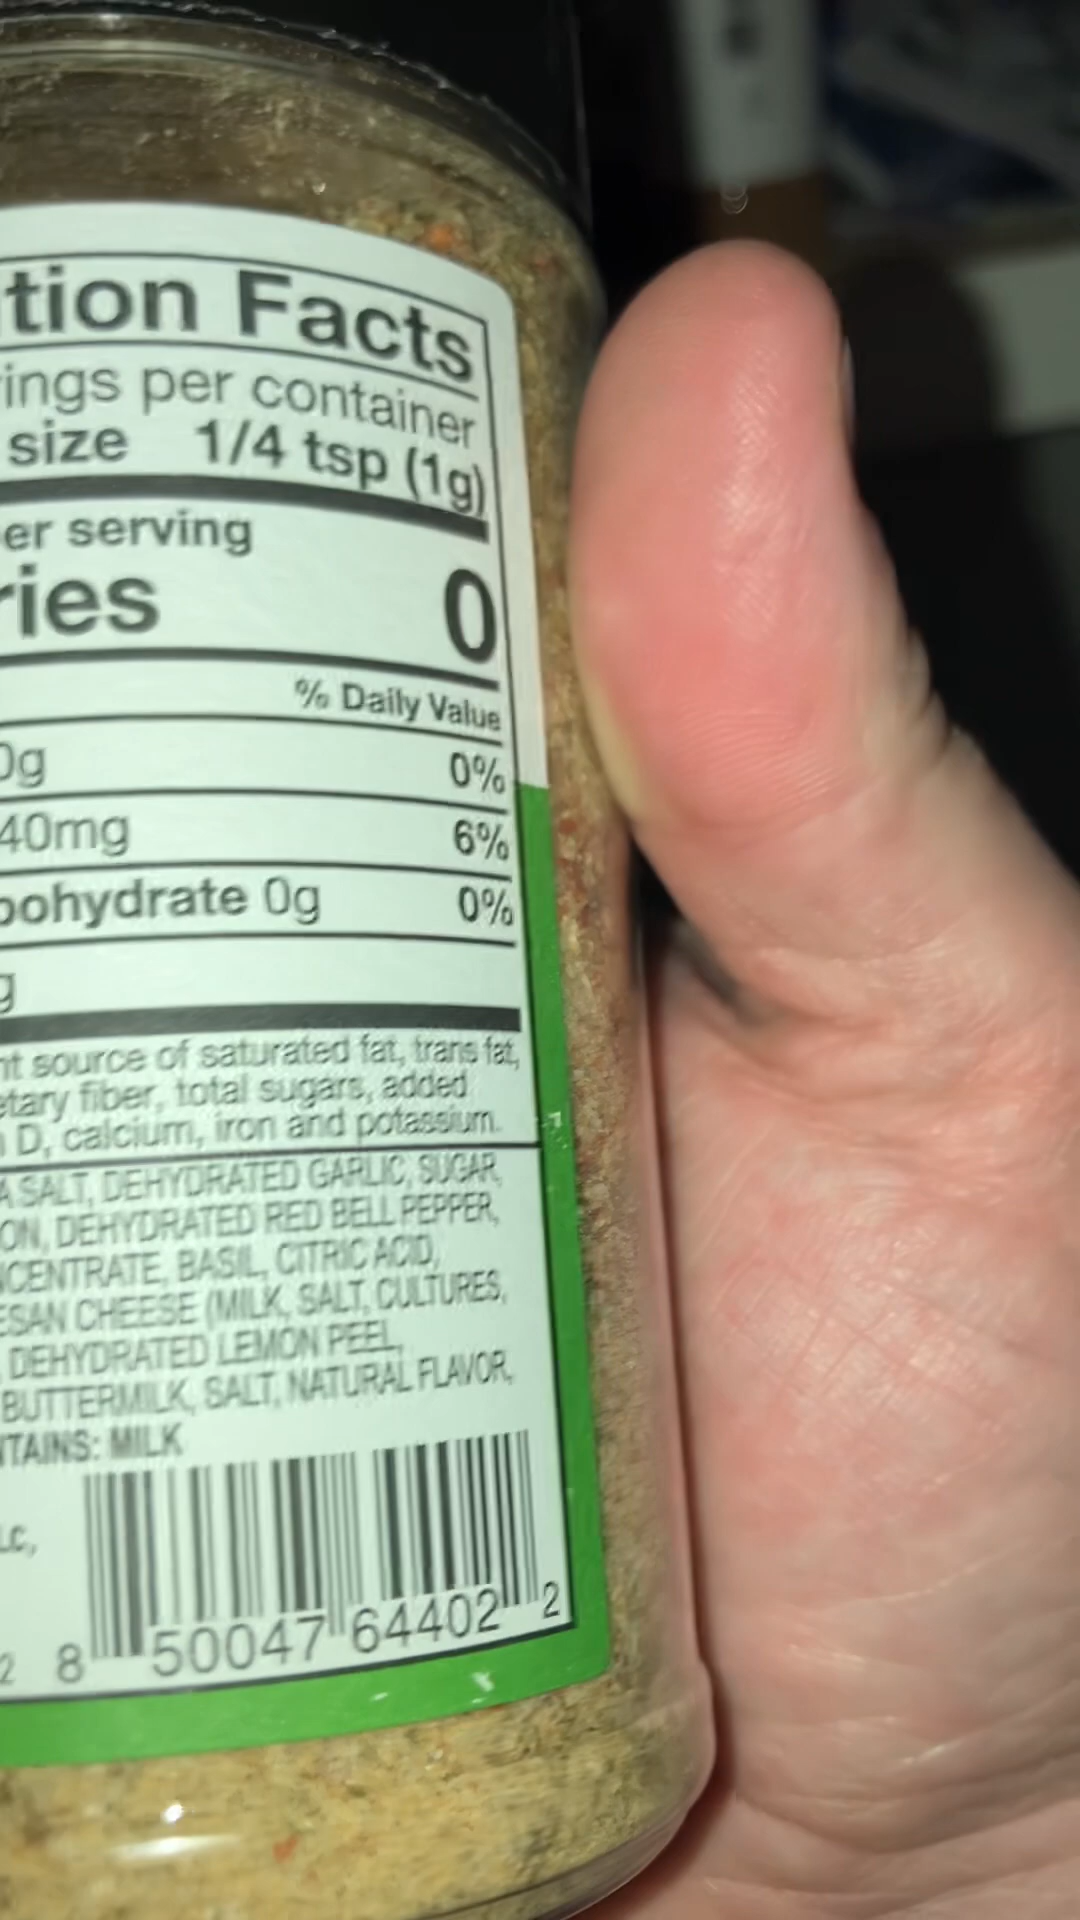 tion Facts
ings per container
size 1/4 tsp (1g)
er serving
ries 0
% Daily Value
0g 0%
40mg 6%
bohydrate 0g 0%
g
nt source of saturated fat, trans fat,
etary fiber, total sugars, added
D, calcium, iron and potassium.
A SALT, DEHYDRATED GARLIC, SUGAR,
ON, DEHYDRATED RED BELL PEPPER,
NCENTRATE, BASIL, CITRIC ACID,
ESAN CHEESE (MILK, SALT, CULTURES,
, DEHYDRATED LEMON PEEL,
BUTTERMILK, SALT, NATURAL FLAVOR,
NTAINS: MILK
LC,
2 8 50047 64402 2